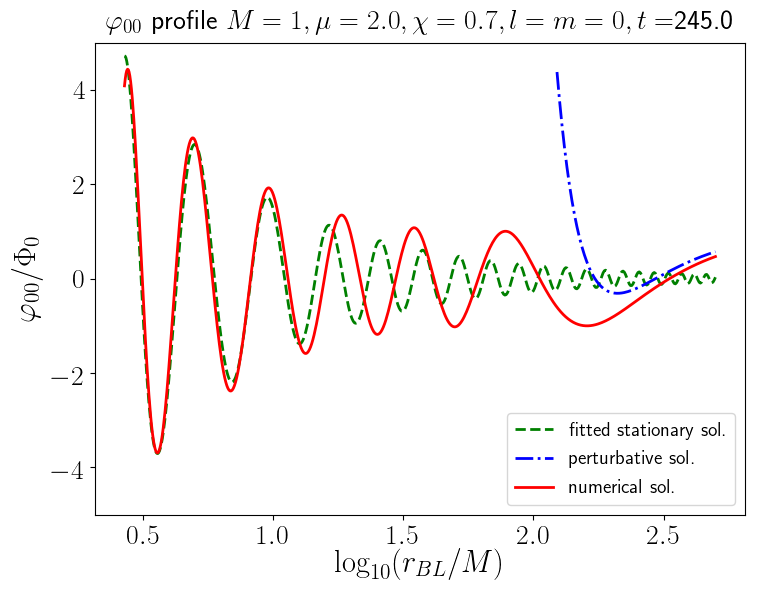 φ₀₀ profile M = 1, μ = 2.0, χ = 0.7, l = m = 0, t =245.0
φ₀₀/Φ₀
4
2
0
−2
−4
fitted stationary sol.
perturbative sol.
numerical sol.
0.5 1.0 1.5 2.0 2.5
log₁₀(r_BL/M)